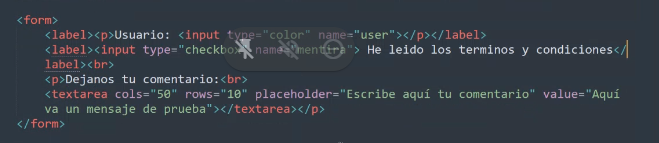 <form>
<label><p>Usuario: <input type="color" name="user"></p></label>
<label><input type="checkbox" name="mentira"> He leido los terminos y condiciones</
label><br>
<p>Dejanos tu comentario:<br>
<textarea cols="50" rows="10" placeholder="Escribe aquí tu comentario" value="Aquí
va un mensaje de prueba"></textarea></p>
</form>